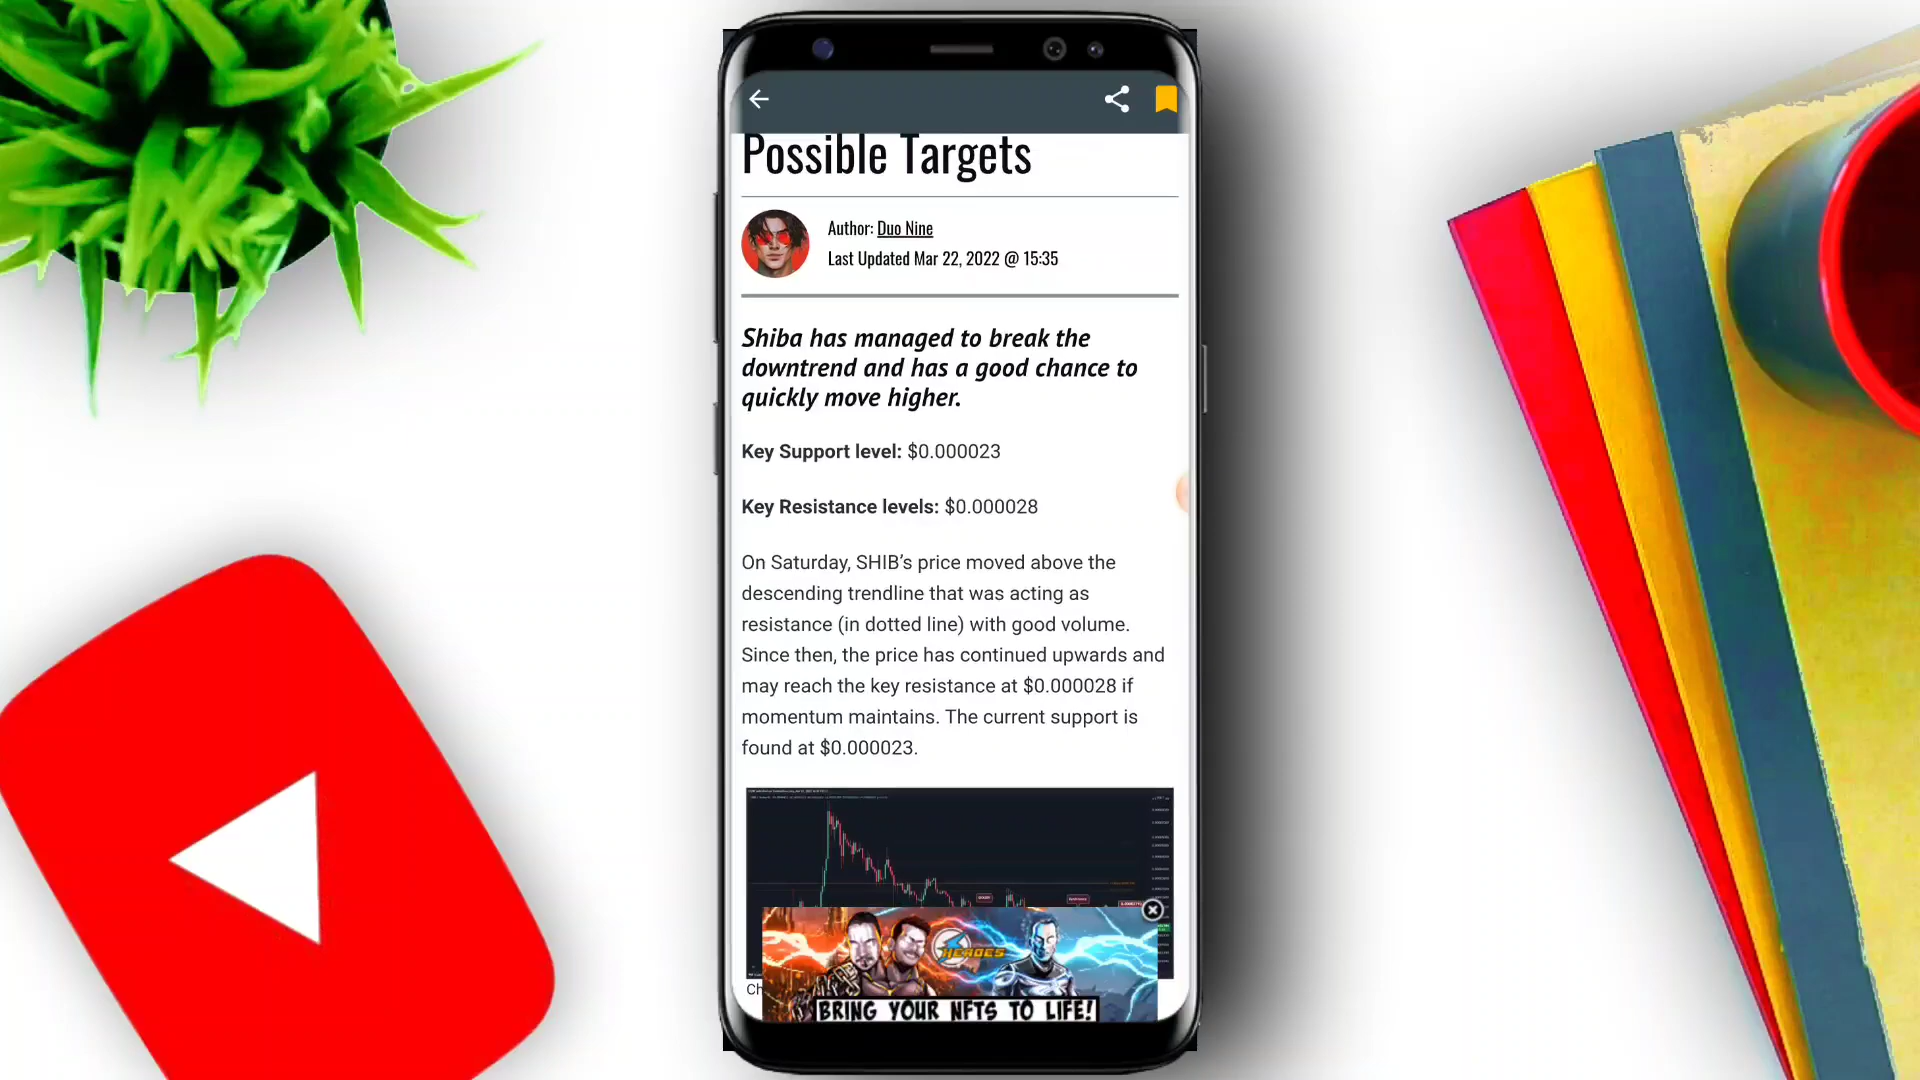 Possible Targets
Author: Duo Nine
Last Updated Mar 22, 2022 @ 15:35
Shiba has managed to break the
downtrend and has a good chance to
quickly move higher.
Key Support level: $0.000023
Key Resistance levels: $0.000028
On Saturday, SHIB’s price moved above the
descending trendline that was acting as
resistance (in dotted line) with good volume.
Since then, the price has continued upwards and
may reach the key resistance at $0.000028 if
momentum maintains. The current support is
found at $0.000023.
HEROES
BRING YOUR NFTS TO LIFE!
Ch